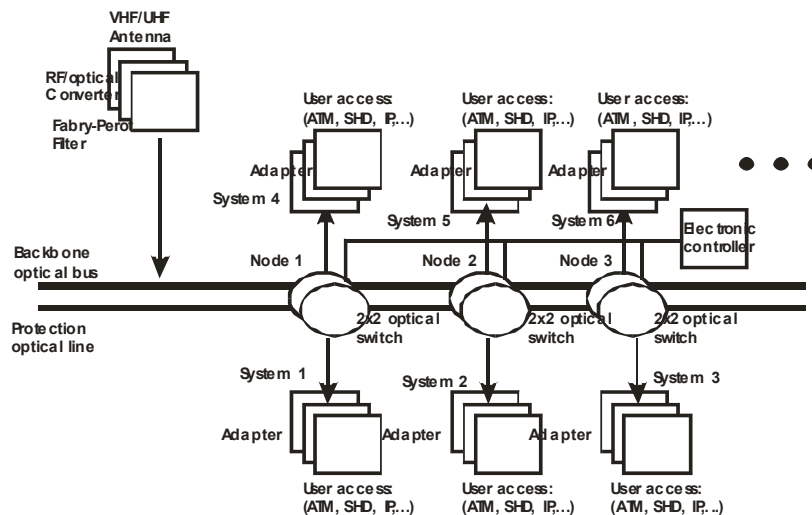 VHF/UHF
Antenna
RF/optical
Converter
Fabry-Perot
Filter
User access:
(ATM, SHD, IP,...)
User access:
(ATM, SHD, IP,...)
User access:
(ATM, SHD, IP,...)
Adapter
Adapter
Adapter
System 4
System 5
System 6
Electronic
controller
Backbone
optical bus
Node 1
Node 2
Node 3
Protection
optical line
2x2 optical
switch
2x2 optical
switch
2x2 optical
switch
System 1
System 2
System 3
Adapter
Adapter
Adapter
User access:
(ATM, SHD, IP,...)
User access:
(ATM, SHD, IP,...)
User access:
(ATM, SHD, IP,...)